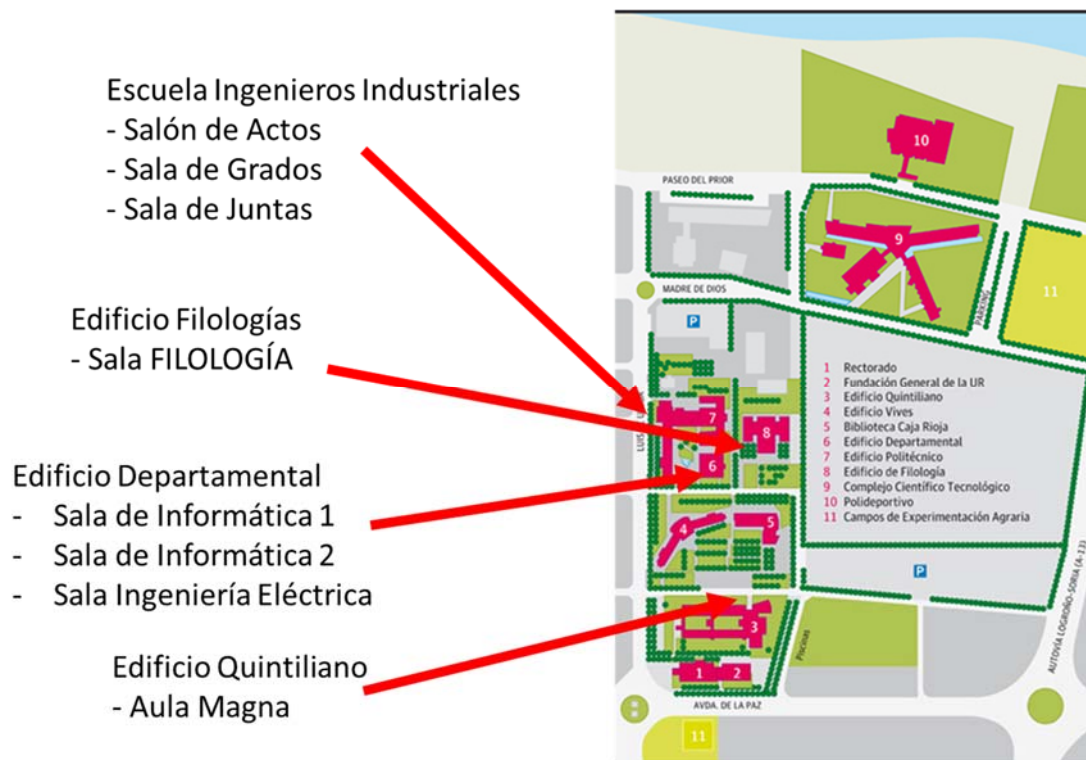 Escuela Ingenieros Industriales
- Salón de Actos
- Sala de Grados
- Sala de Juntas
Edificio Filologías
- Sala FILOLOGÍA
Edificio Departamental
- Sala de Informática 1
- Sala de Informática 2
- Sala Ingeniería Eléctrica
Edificio Quintiliano
- Aula Magna
10
PASEO DEL PRIOR
9
MADRE DE DIOS
PARKING
11
P
1 Rectorado
2 Fundación General de la UR
3 Edificio Quintiliano
4 Edificio Vives
5 Biblioteca Caja Rioja
6 Edificio Departamental
7 Edificio Politécnico
8 Edificio de Filología
9 Complejo Científico Tecnológico
10 Polideportivo
11 Campos de Experimentación Agraria
7
8
6
4
5
P
3
Piscinas
1
2
AVDA. DE LA PAZ
AUTOVÍA LOGROÑO-SORIA (A-13)
11